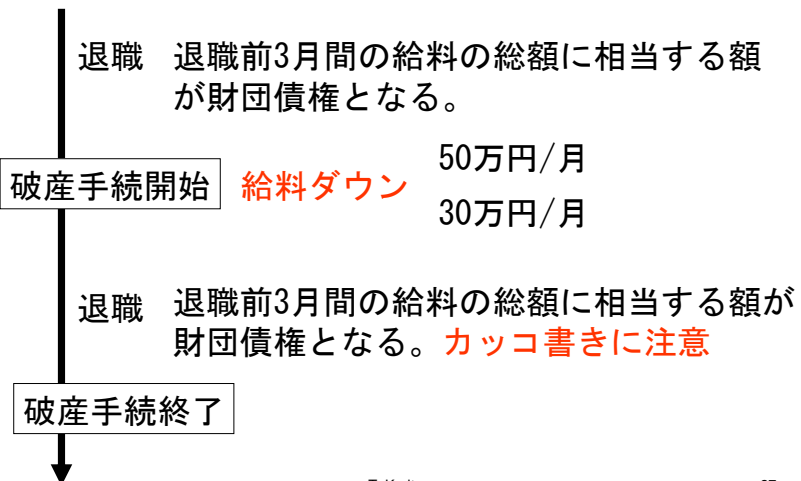 退職 退職前3月間の給料の総額に相当する額
が財団債権となる。
破産手続開始 給料ダウン 50万円/月
30万円/月
退職 退職前3月間の給料の総額に相当する額が
財団債権となる。カッコ書きに注意
破産手続終了